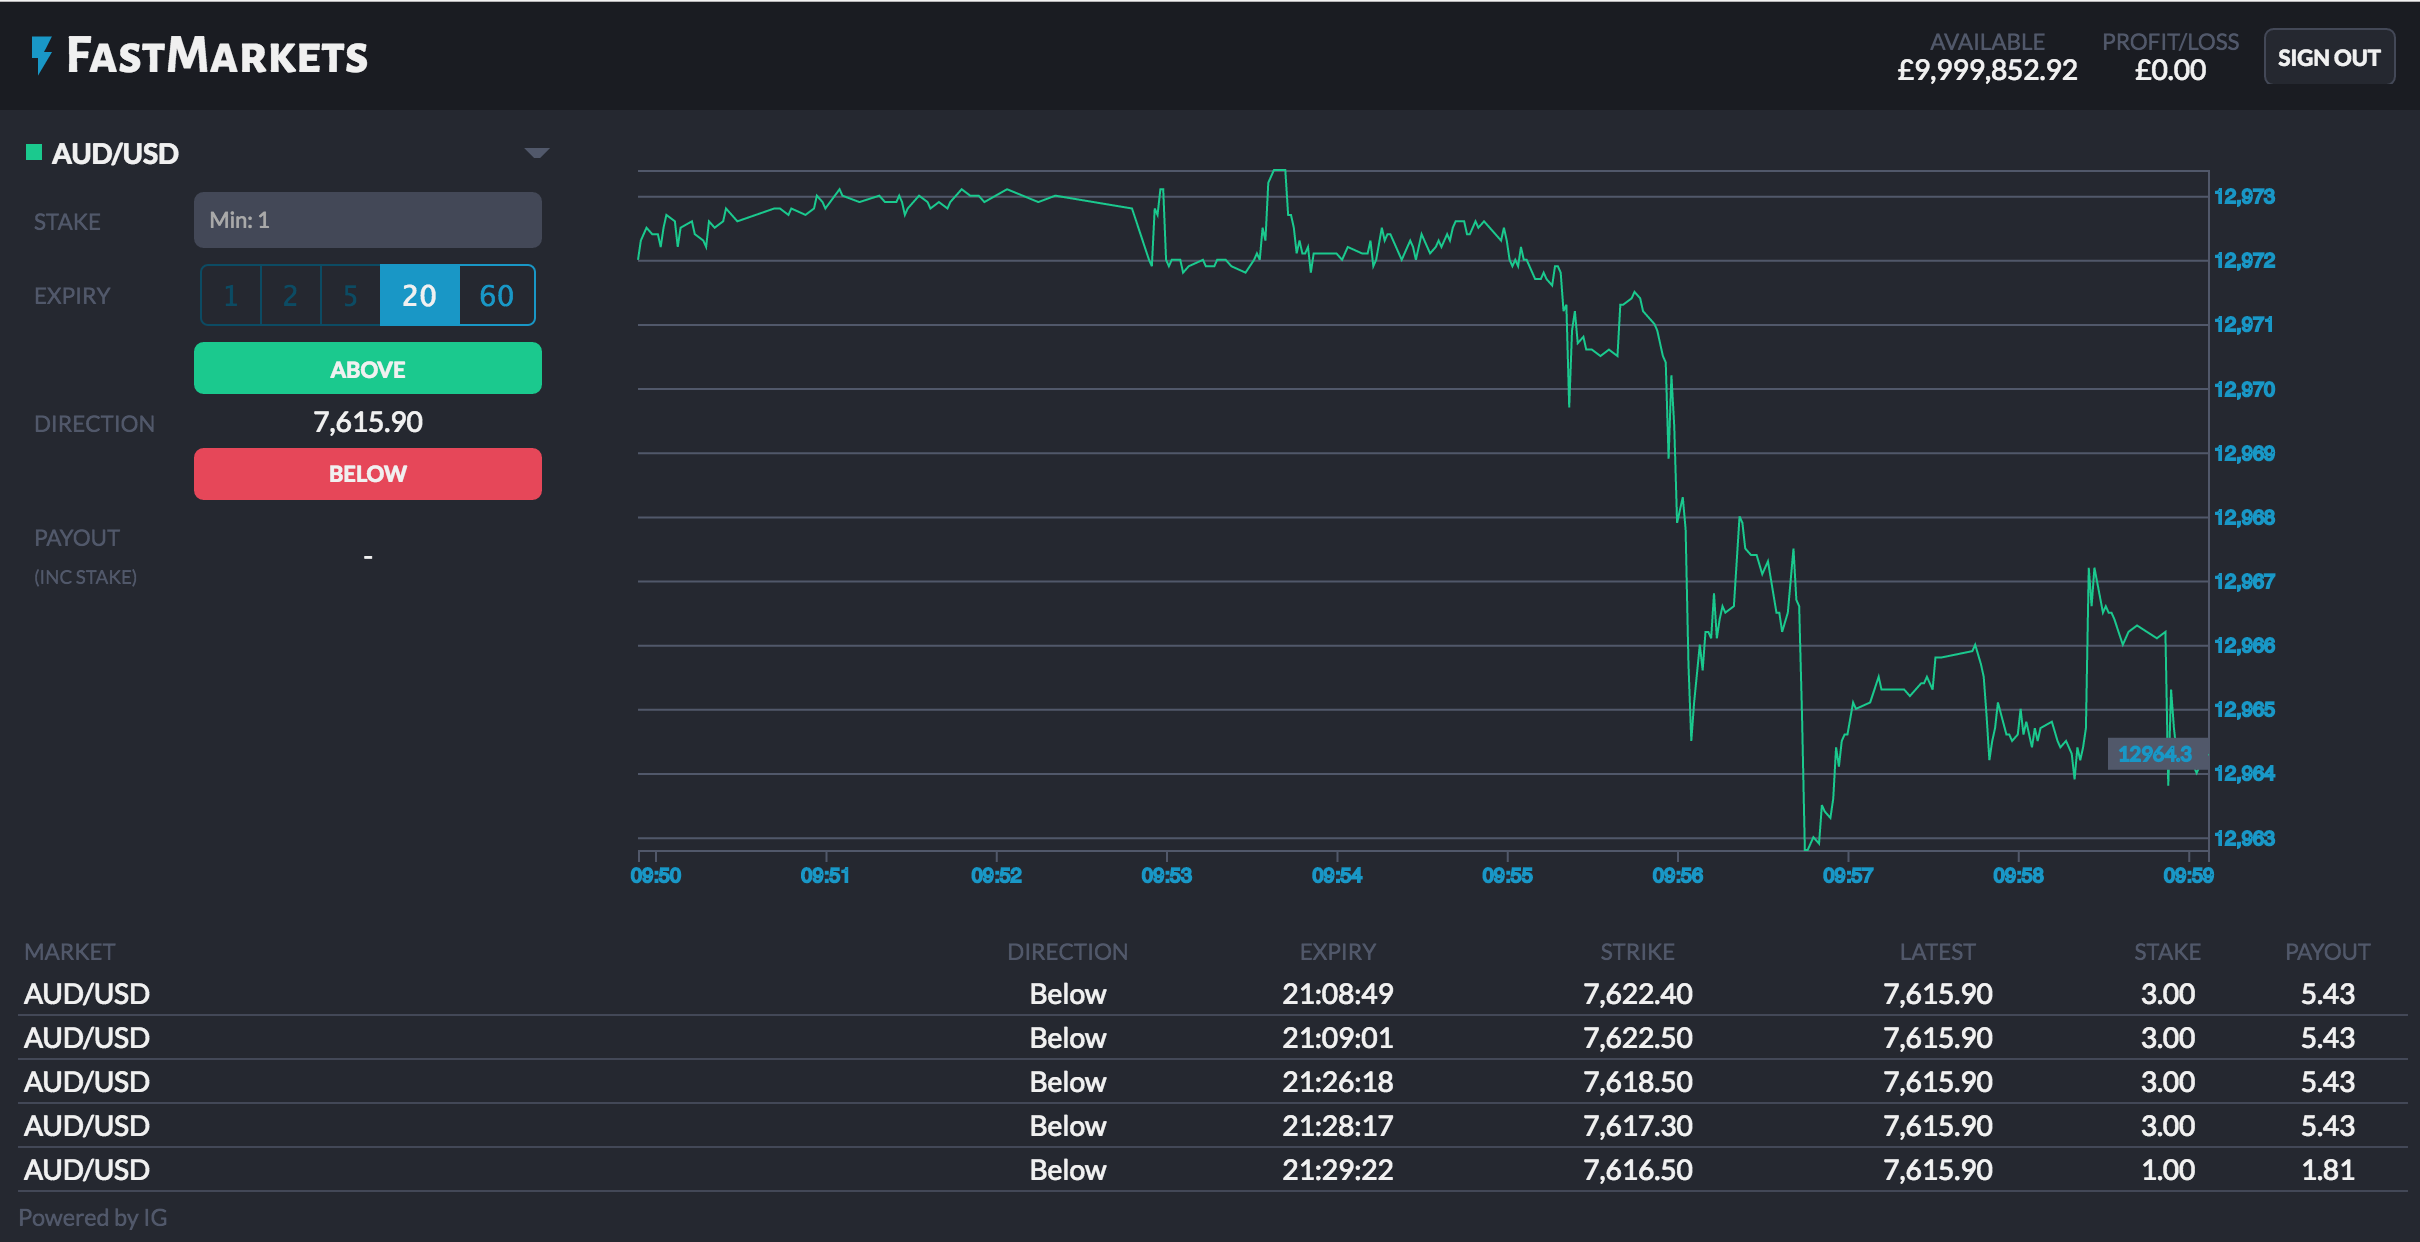 FASTMARKETS
AVAILABLE PROFIT/LOSS
£9,999,852.92 £0.00 SIGN OUT
AUD/USD
STAKE Min: 1
EXPIRY 1 2 5 20 60
ABOVE
DIRECTION 7,615.90
BELOW
PAYOUT
(INC STAKE) -
12,973
12,972
12,971
12,970
12,969
12,968
12,967
12,966
12,965
12964.3
12,964
12,963
09:50 09:51 09:52 09:53 09:54 09:55 09:56 09:57 09:58 09:59
MARKET DIRECTION EXPIRY STRIKE LATEST STAKE PAYOUT
AUD/USD Below 21:08:49 7,622.40 7,615.90 3.00 5.43
AUD/USD Below 21:09:01 7,622.50 7,615.90 3.00 5.43
AUD/USD Below 21:26:18 7,618.50 7,615.90 3.00 5.43
AUD/USD Below 21:28:17 7,617.30 7,615.90 3.00 5.43
AUD/USD Below 21:29:22 7,616.50 7,615.90 1.00 1.81
Powered by IG